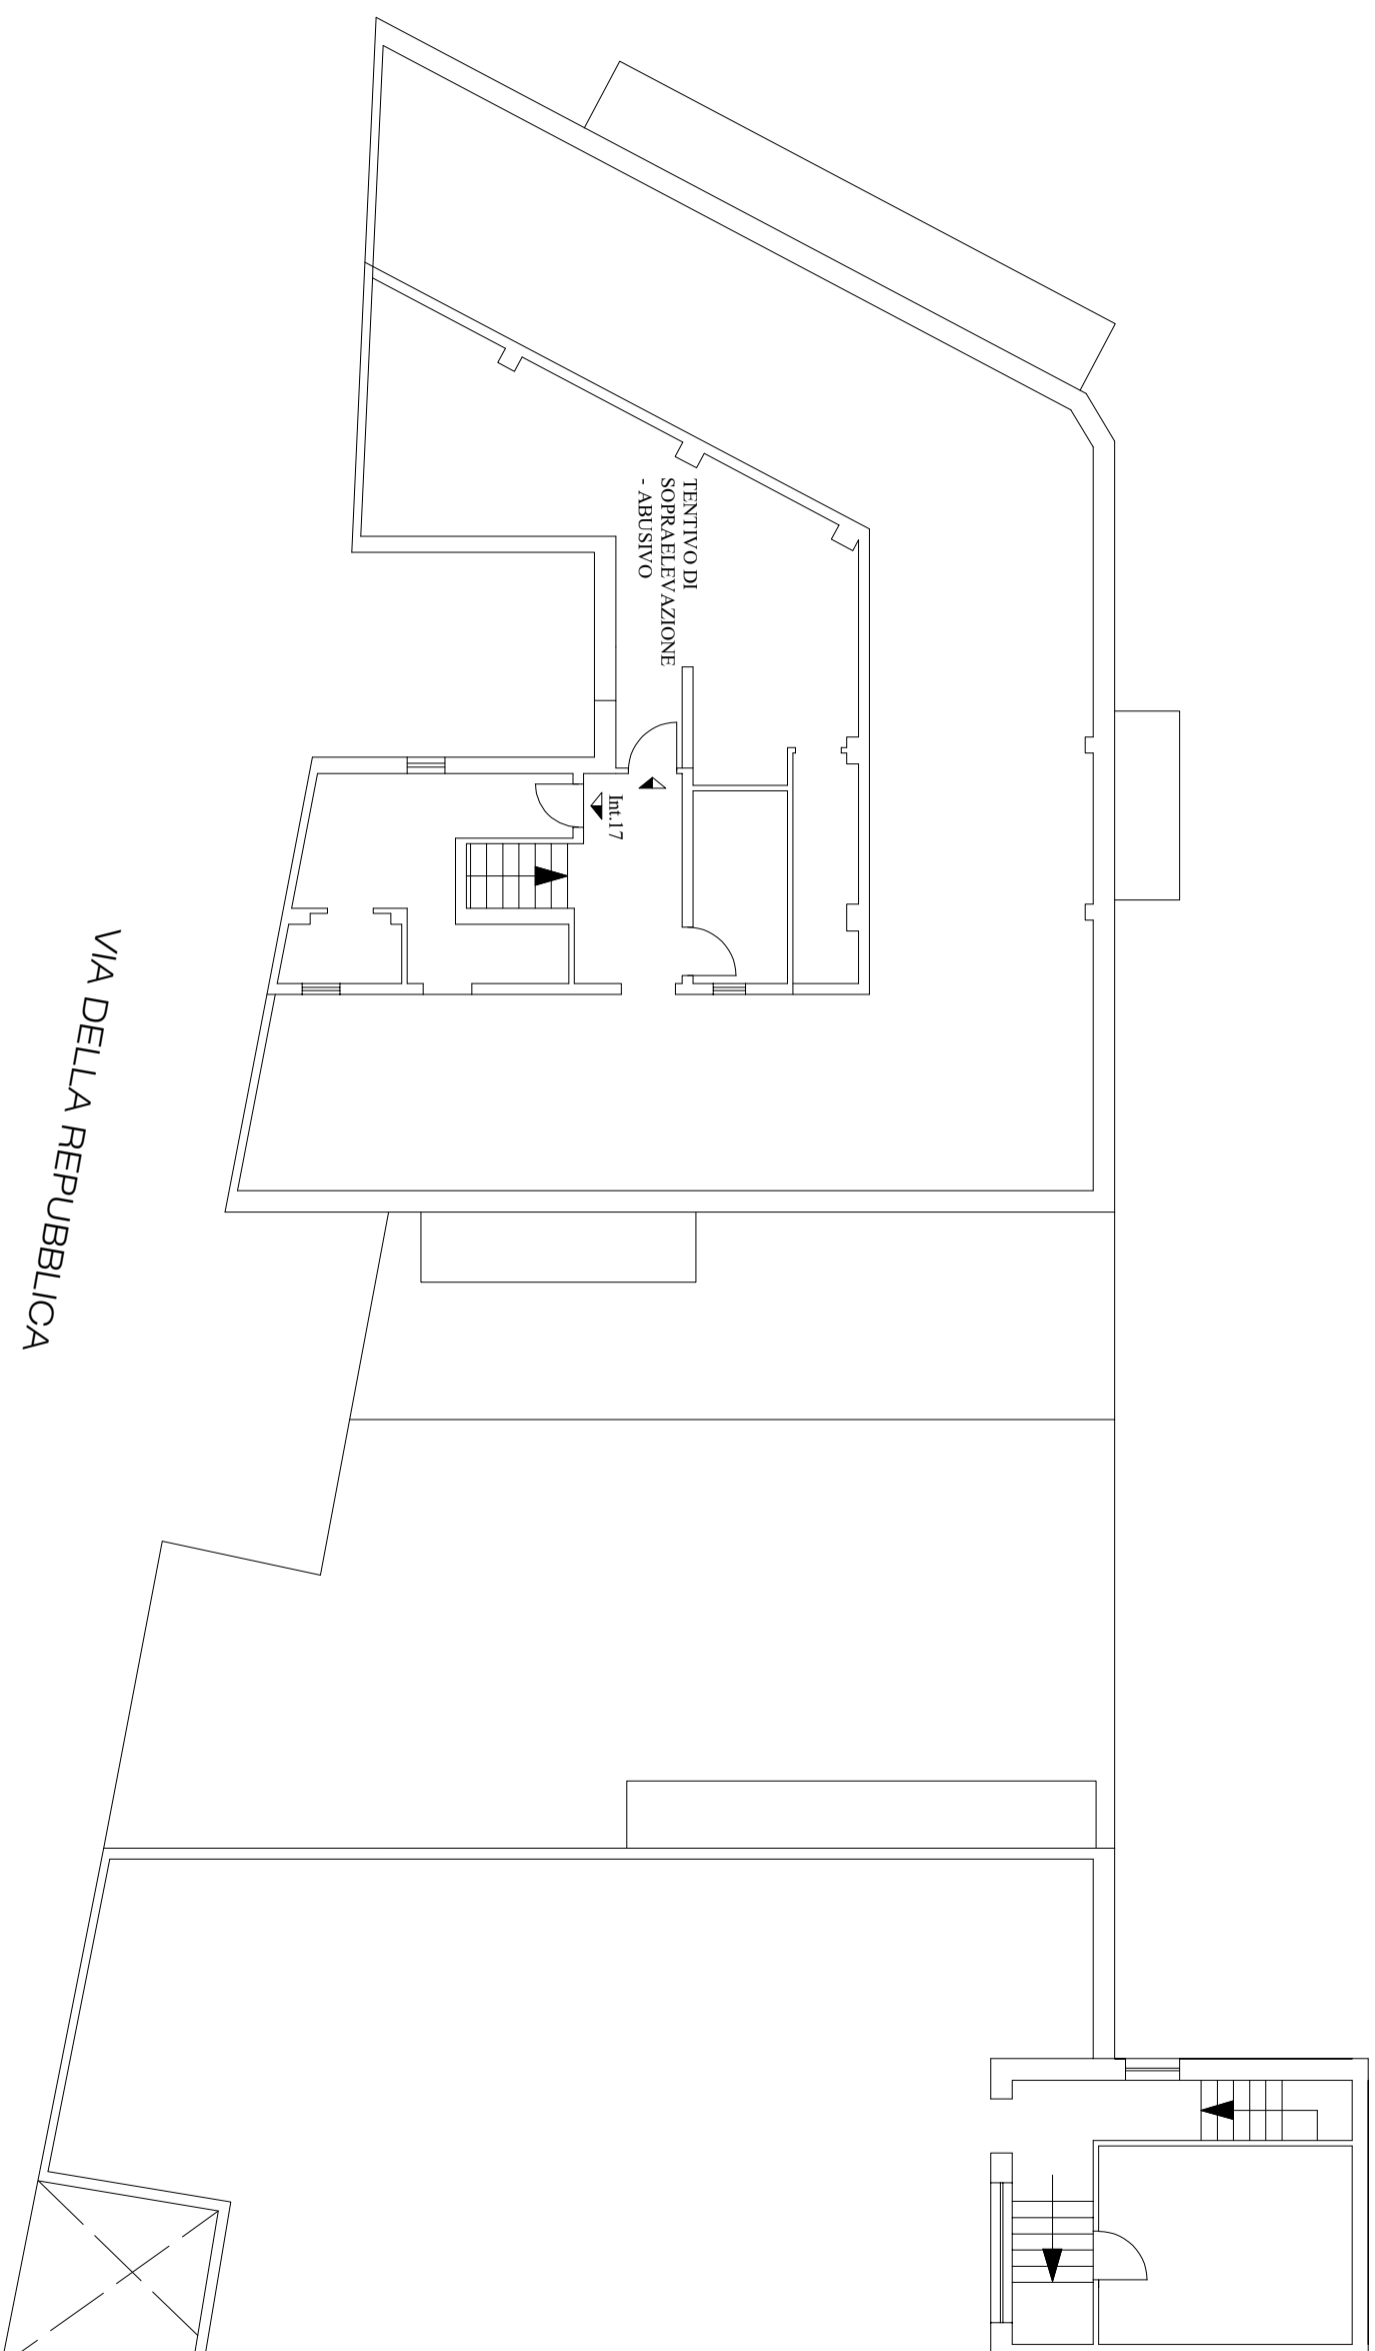 TENTIVO DI
SOPRAELEVAZIONE
- ABUSIVO
Int.17
VIA DELLA REPUBBLICA